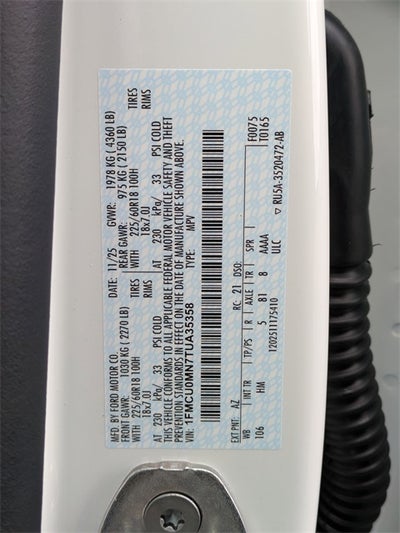 MFD. BY FORD MOTOR CO. DATE: 11/25 GVWR: 1978 KG ( 4360 LB)
FRONT GAWR: 1030 KG ( 2270 LB) REAR GAWR: 975 KG ( 2150 LB)
WITH 225/60R18 100H TIRES WITH 225/60R18 100H TIRES
18x7.0J RIMS 18x7.0J RIMS
AT 230 kPa/ 33 PSI COLD AT 230 kPa/ 33 PSI COLD
THIS VEHICLE CONFORMS TO ALL APPLICABLE FEDERAL MOTOR VEHICLE SAFETY AND THEFT
PREVENTION STANDARDS IN EFFECT ON THE DATE OF MANUFACTURE SHOWN ABOVE.
VIN: 1FMCU0MN7TUA35358 TYPE: MPV
F0075
T0165
EXT PNT: AZ RC: 21 DSO:
WB INT TR TP/PS R AXLE TR SPR
106 HM 5 81 8 AAAA
ULC
12025111175410 ▽ RU5A-3520472-AB